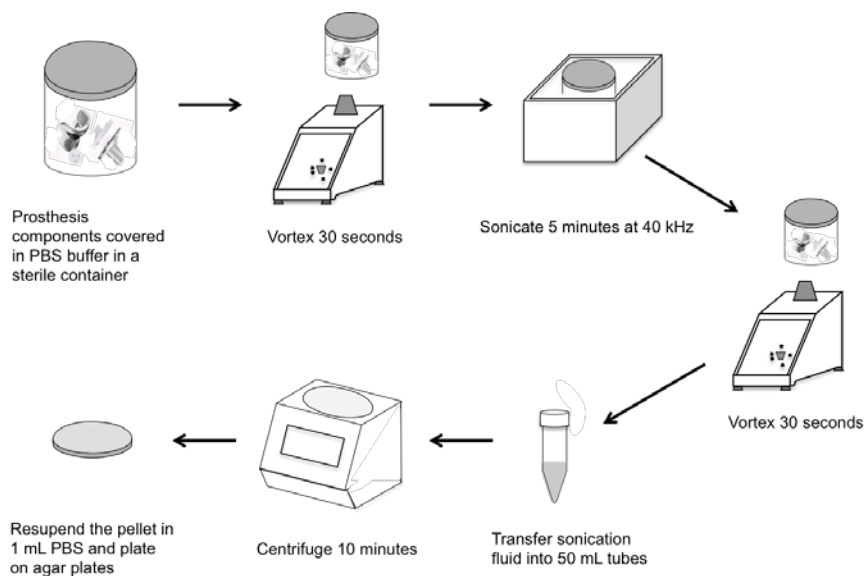 Prosthesis
components covered
in PBS buffer in a
sterile container
Vortex 30 seconds
Sonicate 5 minutes at 40 kHz
Vortex 30 seconds
Transfer sonication
fluid into 50 mL tubes
Centrifuge 10 minutes
Resupend the pellet in
1 mL PBS and plate
on agar plates